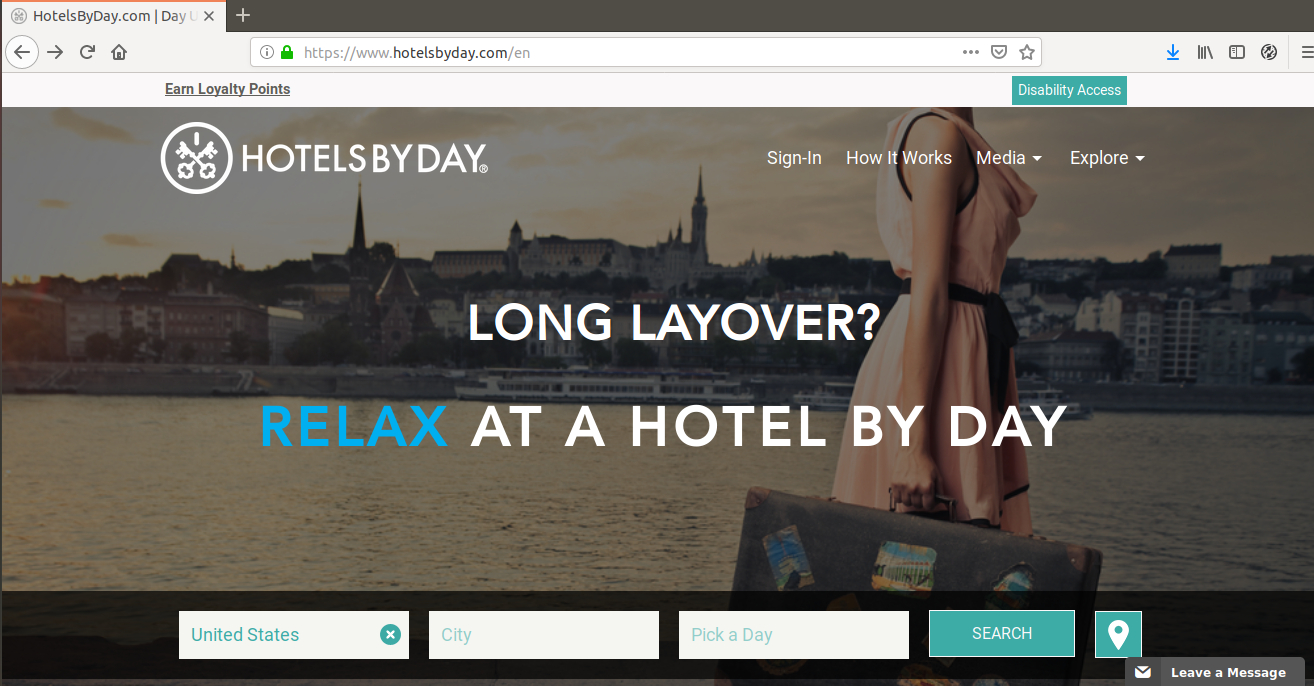 HotelsByDay.com | Day U
https://www.hotelsbyday.com/en
Earn Loyalty Points
Disability Access
HOTELSBYDAY®
Sign-In
How It Works
Media
Explore
LONG LAYOVER?
RELAX AT A HOTEL BY DAY
United States
City
Pick a Day
SEARCH
Leave a Message